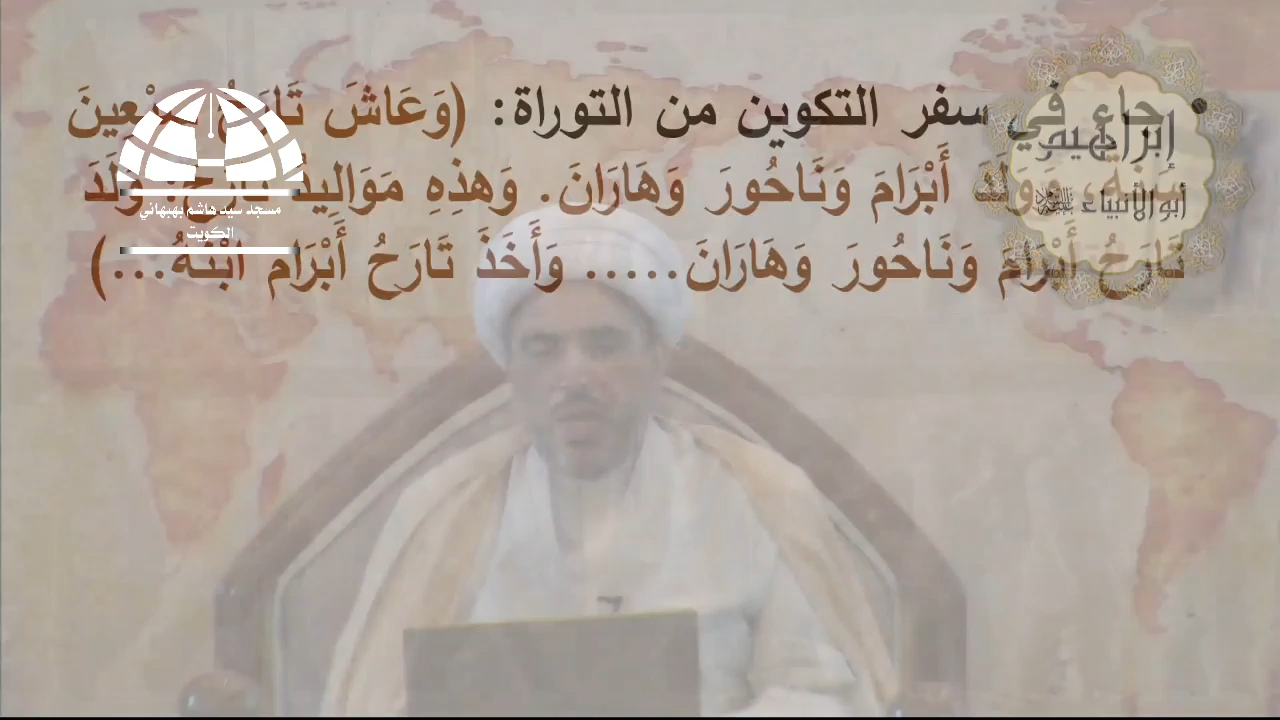 • جاء في سفر التكوين من التوراة: (وَعَاشَ تَارَحُ سَبْعِينَ
سَنَةً، وَوَلَدَ أَبْرَامَ وَنَاحُورَ وَهَارَانَ. وَهذِهِ مَوَالِيدُ تَارَحَ: وَلَدَ
تَارَحُ أَبْرَامَ وَنَاحُورَ وَهَارَانَ..... وَأَخَذَ تَارَحُ أَبْرَام ابْنَهُ...)
إبراهيم
أبو الأنبياء
مسجد سيد هاشم بهبهاني
الكويت